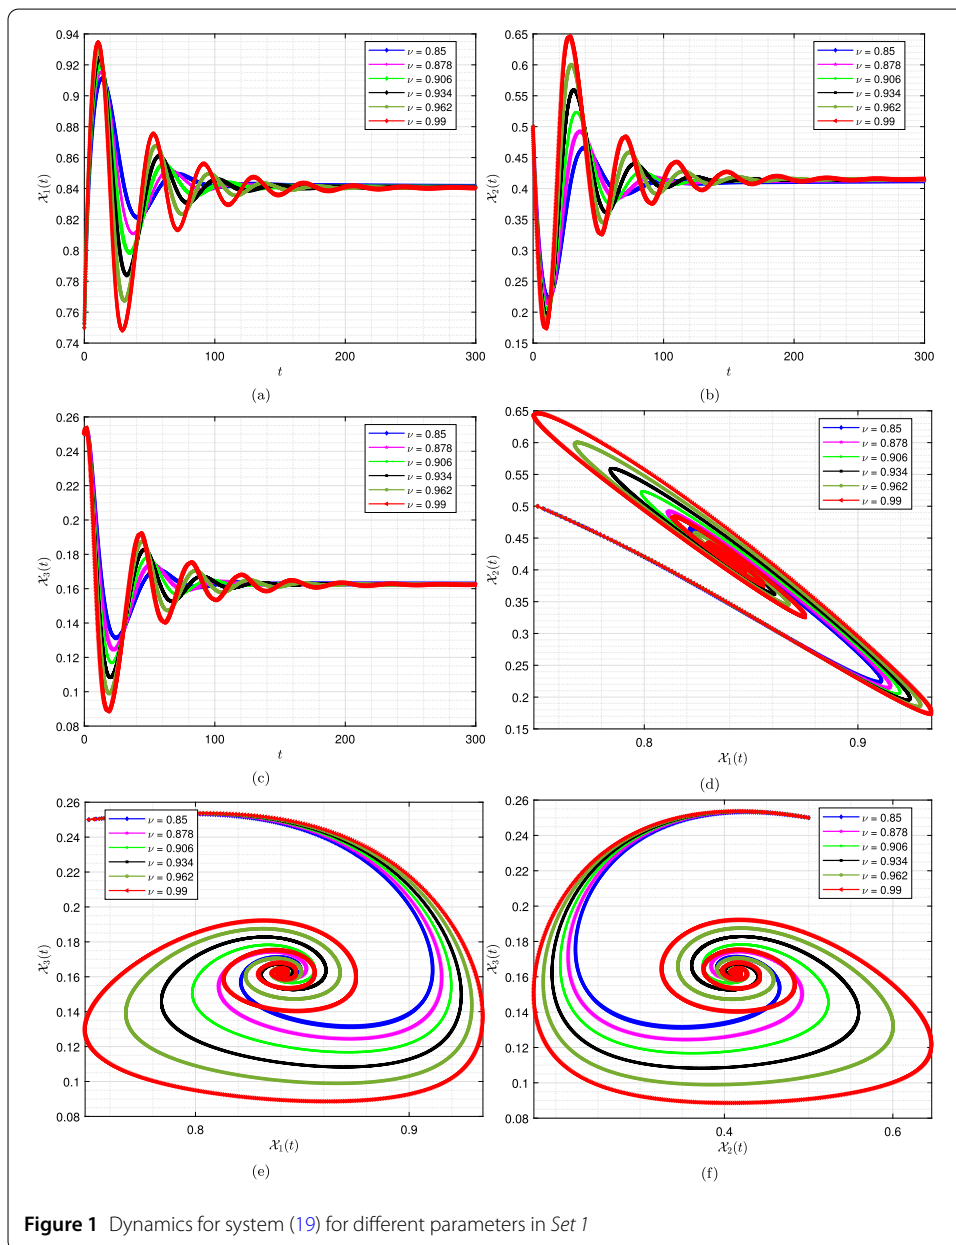 0.94
0.92
0.9
0.88
0.86
0.84
0.82
0.8
0.78
0.76
0.74
0 100 200 300
𝒳₁(t)
t
ν = 0.85
ν = 0.878
ν = 0.906
ν = 0.934
ν = 0.962
ν = 0.99
(a)
0.65
0.6
0.5
0.4
0.3
0.2
0.15
0 100 200 300
𝒳₂(t)
t
ν = 0.85
ν = 0.878
ν = 0.906
ν = 0.934
ν = 0.962
ν = 0.99
(b)
0.26
0.24
0.22
0.2
0.18
0.16
0.14
0.12
0.1
0.08
0 100 200 300
𝒳₃(t)
t
ν = 0.85
ν = 0.878
ν = 0.906
ν = 0.934
ν = 0.962
ν = 0.99
(c)
0.65
0.6
0.55
0.5
0.45
0.4
0.35
0.3
0.25
0.2
0.15
0.8 0.9
𝒳₂(t)
𝒳₁(t)
ν = 0.85
ν = 0.878
ν = 0.906
ν = 0.934
ν = 0.962
ν = 0.99
(d)
0.26
0.24
0.22
0.2
0.18
0.16
0.14
0.12
0.1
0.08
0.8 0.9
𝒳₃(t)
𝒳₁(t)
ν = 0.85
ν = 0.878
ν = 0.906
ν = 0.934
ν = 0.962
ν = 0.99
(e)
0.26
0.24
0.22
0.2
0.18
0.16
0.14
0.12
0.1
0.08
0.4 0.6
𝒳₃(t)
𝒳₂(t)
ν = 0.85
ν = 0.878
ν = 0.906
ν = 0.934
ν = 0.962
ν = 0.99
(f)
Figure 1 Dynamics for system (19) for different parameters in Set 1